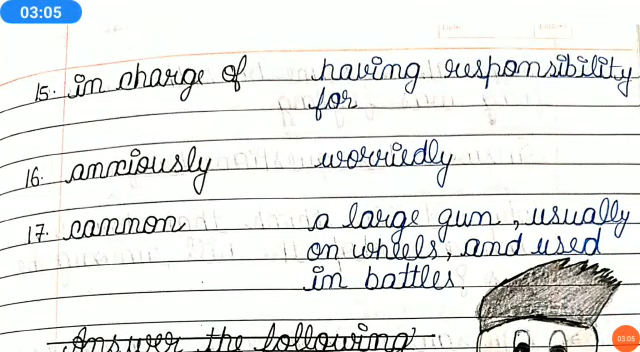 03:05
15. in charge of having responsibility
for
16. anxiously worriedly
17. cannon a large gun, usually
on wheels, and used
in battles.
Answer the following
03:05